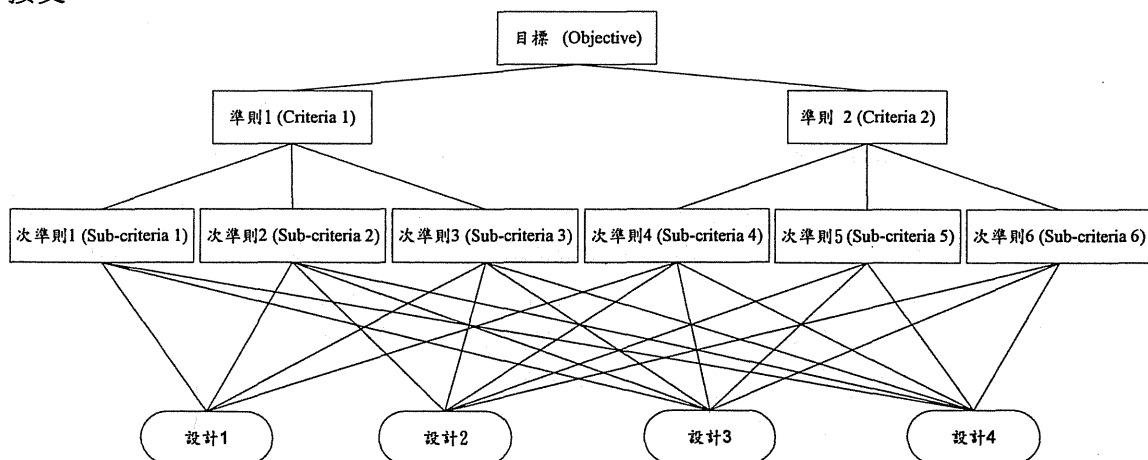 目標 (Objective)
準則1 (Criteria 1)
準則 2 (Criteria 2)
次準則1 (Sub-criteria 1)
次準則2 (Sub-criteria 2)
次準則3 (Sub-criteria 3)
次準則4 (Sub-criteria 4)
次準則5 (Sub-criteria 5)
次準則6 (Sub-criteria 6)
設計1
設計2
設計3
設計4